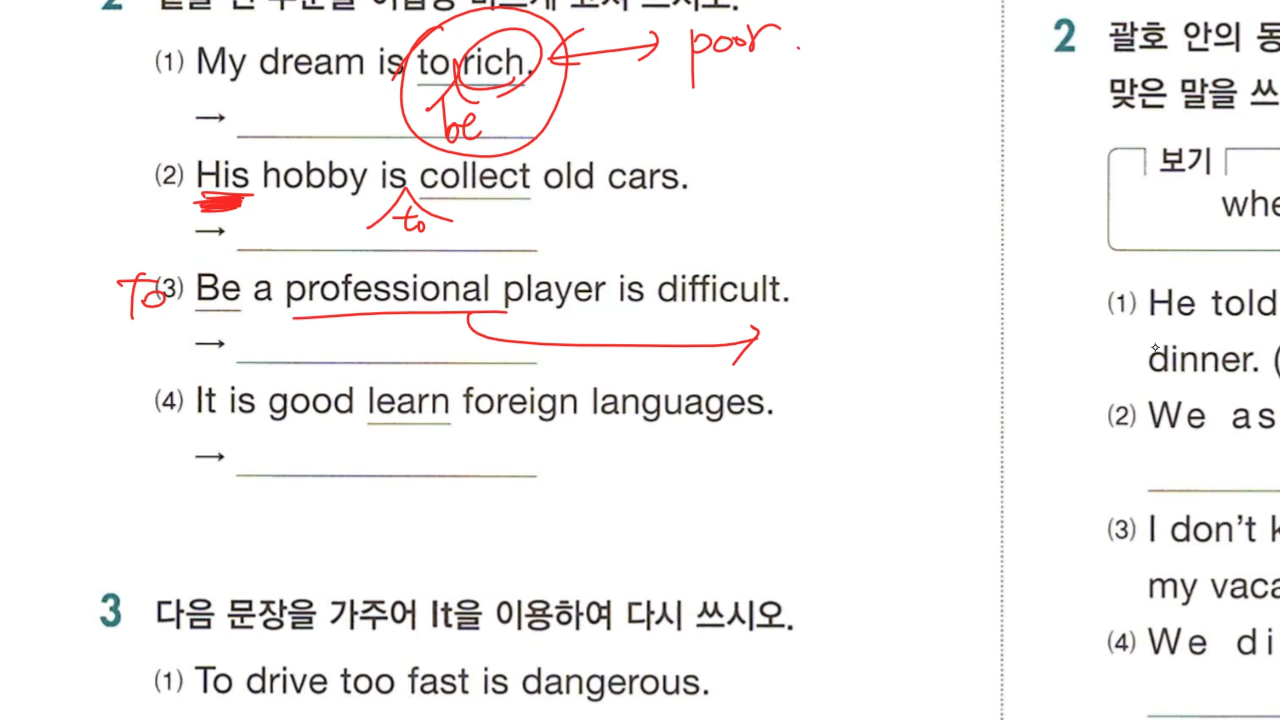 2
(1) My dream is to rich. ↔ poor.
be
→
(2) His hobby is collect old cars.
to
→
To (3) Be a professional player is difficult.
→
(4) It is good learn foreign languages.
→
3 다음 문장을 가주어 It을 이용하여 다시 쓰시오.
(1) To drive too fast is dangerous.
2 괄호 안의 동
맞은 말을 쓰
보기
whe
(1) He told
dinner. (
(2) We as
(3) I don't k
my vaca
(4) We di